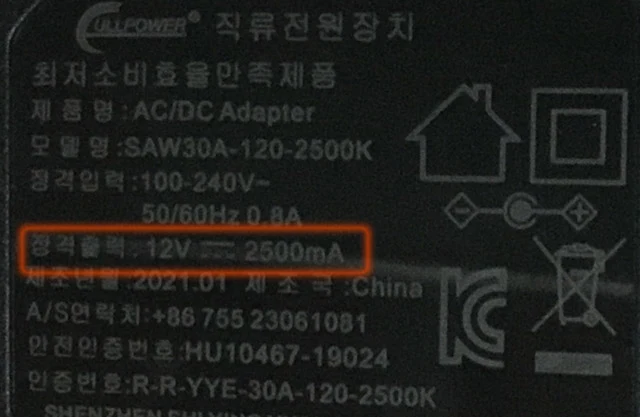 FULLPOWER® 직류전원장치
최저소비효율만족제품
제품명:AC/DC Adapter
모델명:SAW30A-120-2500K
정격입력:100-240V~
50/60Hz 0.8A
정격출력:12V ⎓ 2500mA
제조년월:2021.01 제조국:China
A/S연락처:+86 755 23061081
안전인증번호:HU10467-19024
인증번호:R-R-YYE-30A-120-2500K